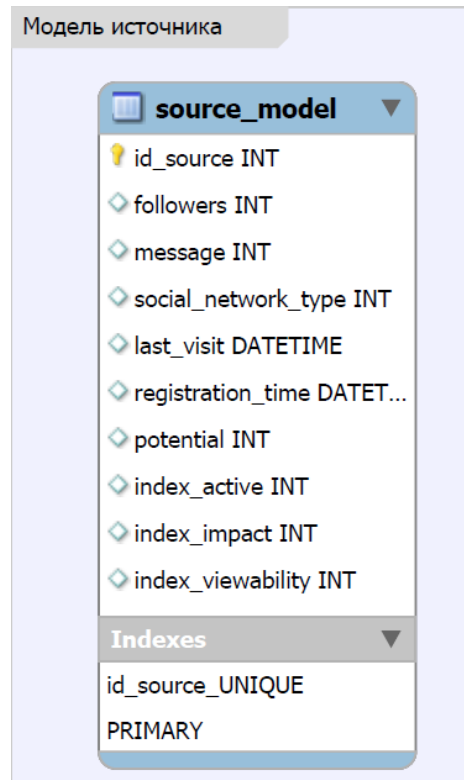 Модель источника
source_model
id_source INT
followers INT
message INT
social_network_type INT
last_visit DATETIME
registration_time DATET...
potential INT
index_active INT
index_impact INT
index_viewability INT
Indexes
id_source_UNIQUE
PRIMARY